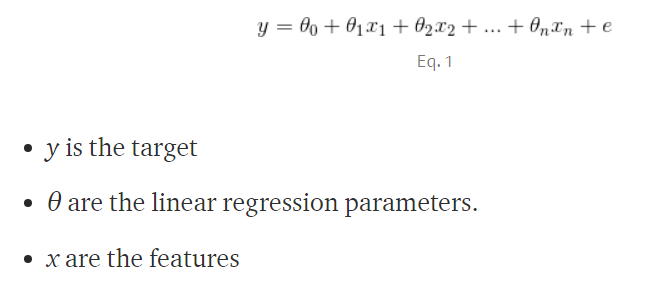 y = θ₀ + θ₁x₁ + θ₂x₂ + ... + θₙxₙ + e
Eq. 1
• y is the target
• θ are the linear regression parameters.
• x are the features